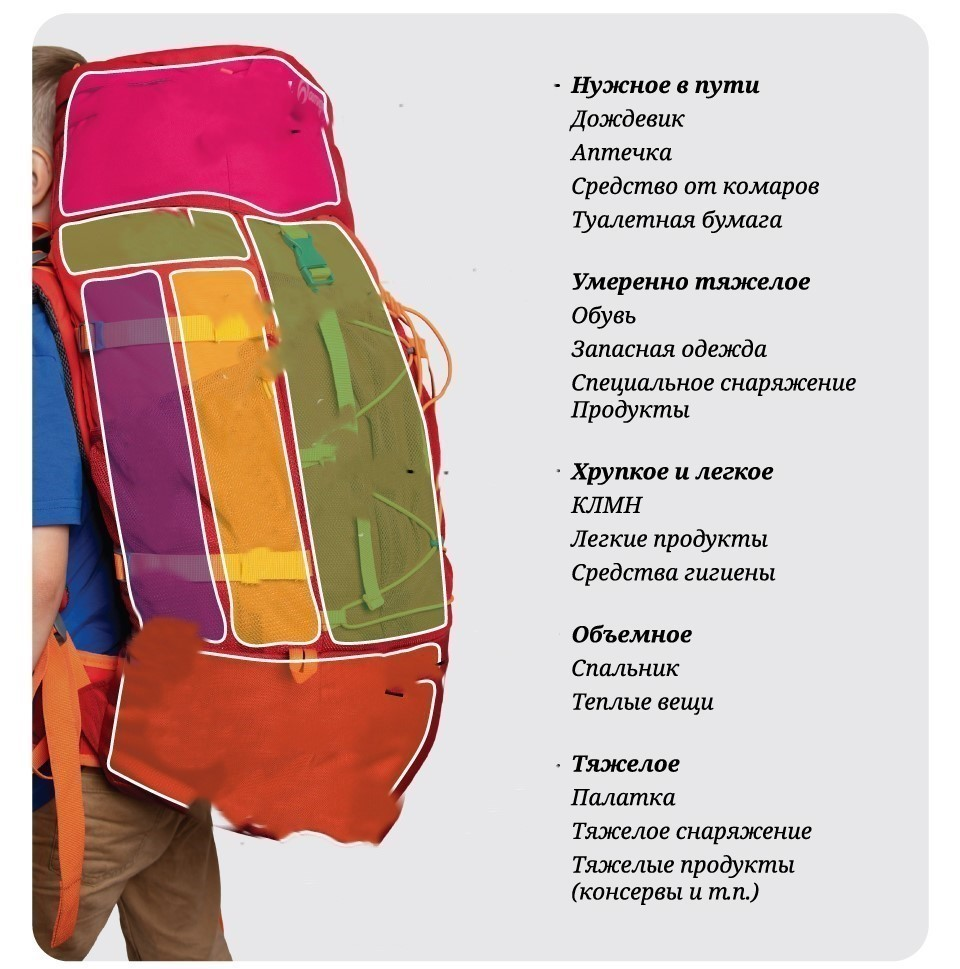 Нужное в пути
Дождевик
Аптечка
Средство от комаров
Туалетная бумага
Умеренно тяжелое
Обувь
Запасная одежда
Специальное снаряжение
Продукты
Хрупкое и легкое
КЛМН
Легкие продукты
Средства гигиены
Объемное
Спальник
Теплые вещи
Тяжелое
Палатка
Тяжелое снаряжение
Тяжелые продукты
(консервы и т.п.)